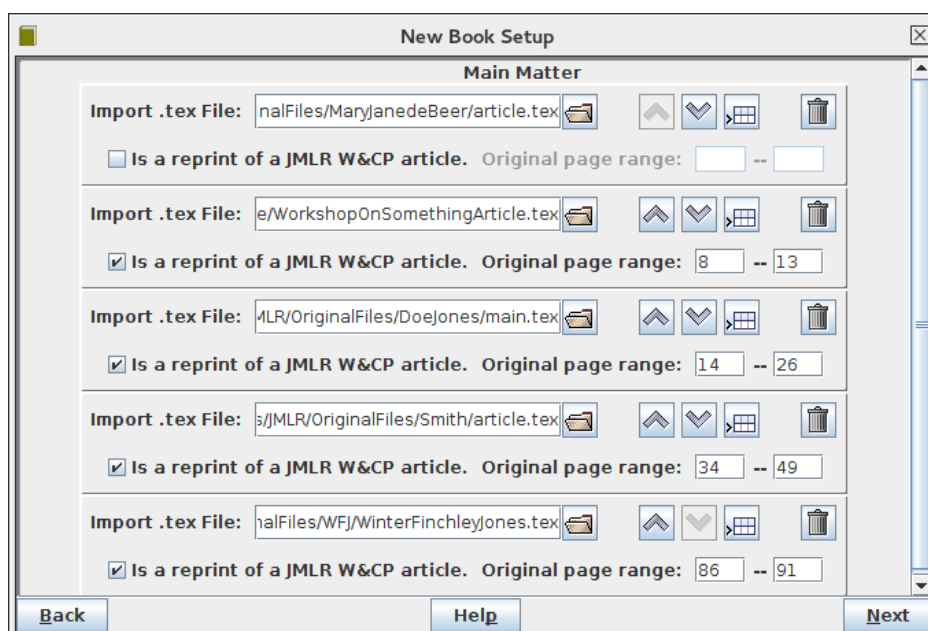 New Book Setup
Main Matter
Import .tex File: nalFiles/MaryJanedeBeer/article.tex
Is a reprint of a JMLR W&CP article. Original page range: --
Import .tex File: e/WorkshopOnSomethingArticle.tex
Is a reprint of a JMLR W&CP article. Original page range: 8 -- 13
Import .tex File: MLR/OriginalFiles/DoeJones/main.tex
Is a reprint of a JMLR W&CP article. Original page range: 14 -- 26
Import .tex File: s/JMLR/OriginalFiles/Smith/article.tex
Is a reprint of a JMLR W&CP article. Original page range: 34 -- 49
Import .tex File: nalFiles/WFJ/WinterFinchleyJones.tex
Is a reprint of a JMLR W&CP article. Original page range: 86 -- 91
Back Help Next